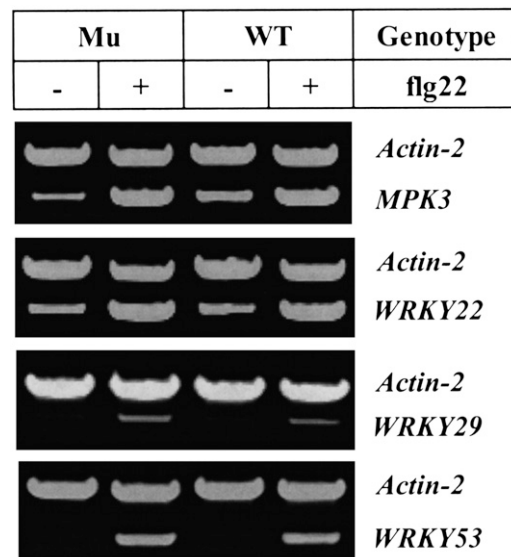 Mu WT Genotype
- + - + flg22
Actin-2
MPK3
Actin-2
WRKY22
Actin-2
WRKY29
Actin-2
WRKY53